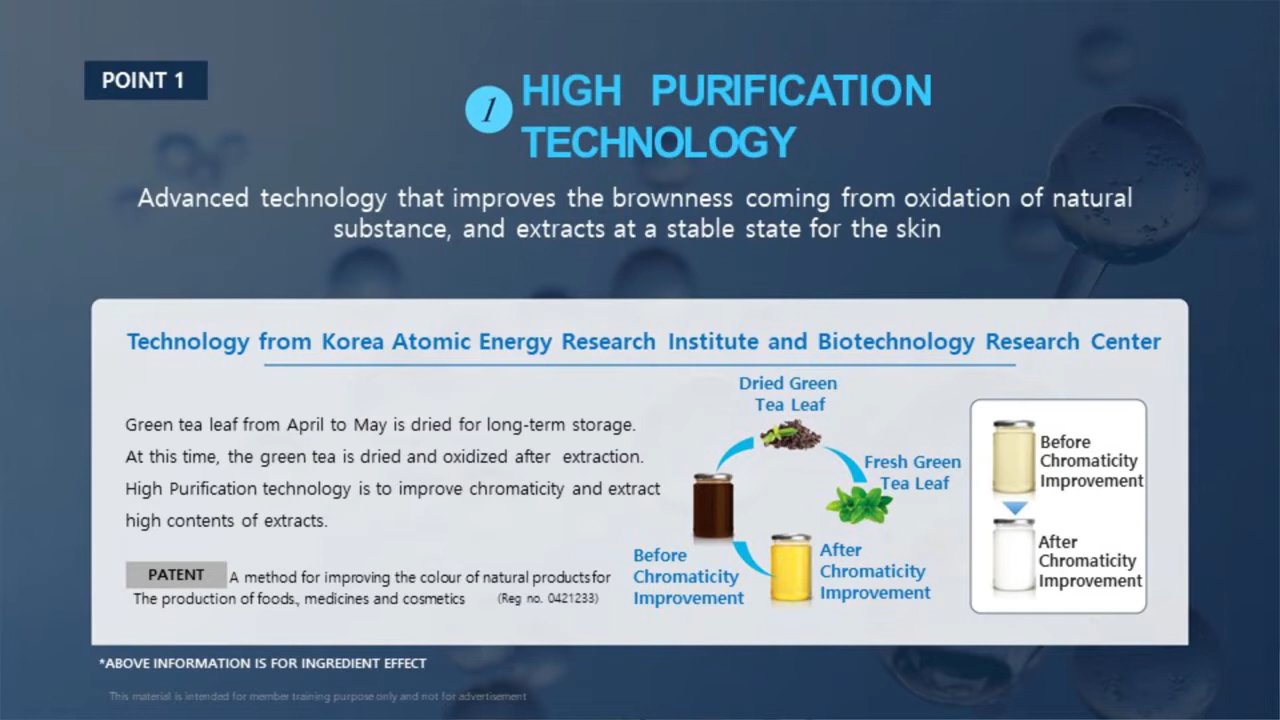 POINT 1
1 HIGH PURIFICATION
TECHNOLOGY
Advanced technology that improves the brownness coming from oxidation of natural
substance, and extracts at a stable state for the skin
Technology from Korea Atomic Energy Research Institute and Biotechnology Research Center
Green tea leaf from April to May is dried for long-term storage.
At this time, the green tea is dried and oxidized after extraction.
High Purification technology is to improve chromaticity and extract
high contents of extracts.
PATENT A method for improving the colour of natural products for
The production of foods, medicines and cosmetics (Reg no. 0421233)
Dried Green
Tea Leaf
Fresh Green
Tea Leaf
Before
Chromaticity
Improvement
After
Chromaticity
Improvement
Before
Chromaticity
Improvement
After
Chromaticity
Improvement
*ABOVE INFORMATION IS FOR INGREDIENT EFFECT
This material is intended for member training purpose only and not for advertisement